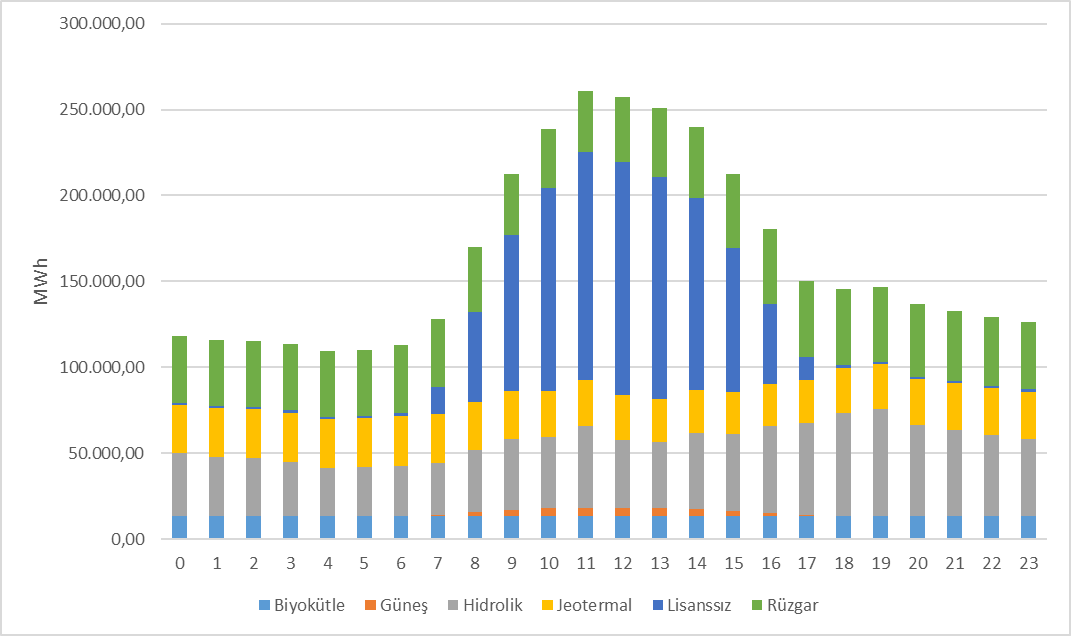 300.000,00
250.000,00
200.000,00
150.000,00
100.000,00
50.000,00
0,00
MWh
0 1 2 3 4 5 6 7 8 9 10 11 12 13 14 15 16 17 18 19 20 21 22 23
Biyokütle Güneş Hidrolik Jeotermal Lisanssız Rüzgar